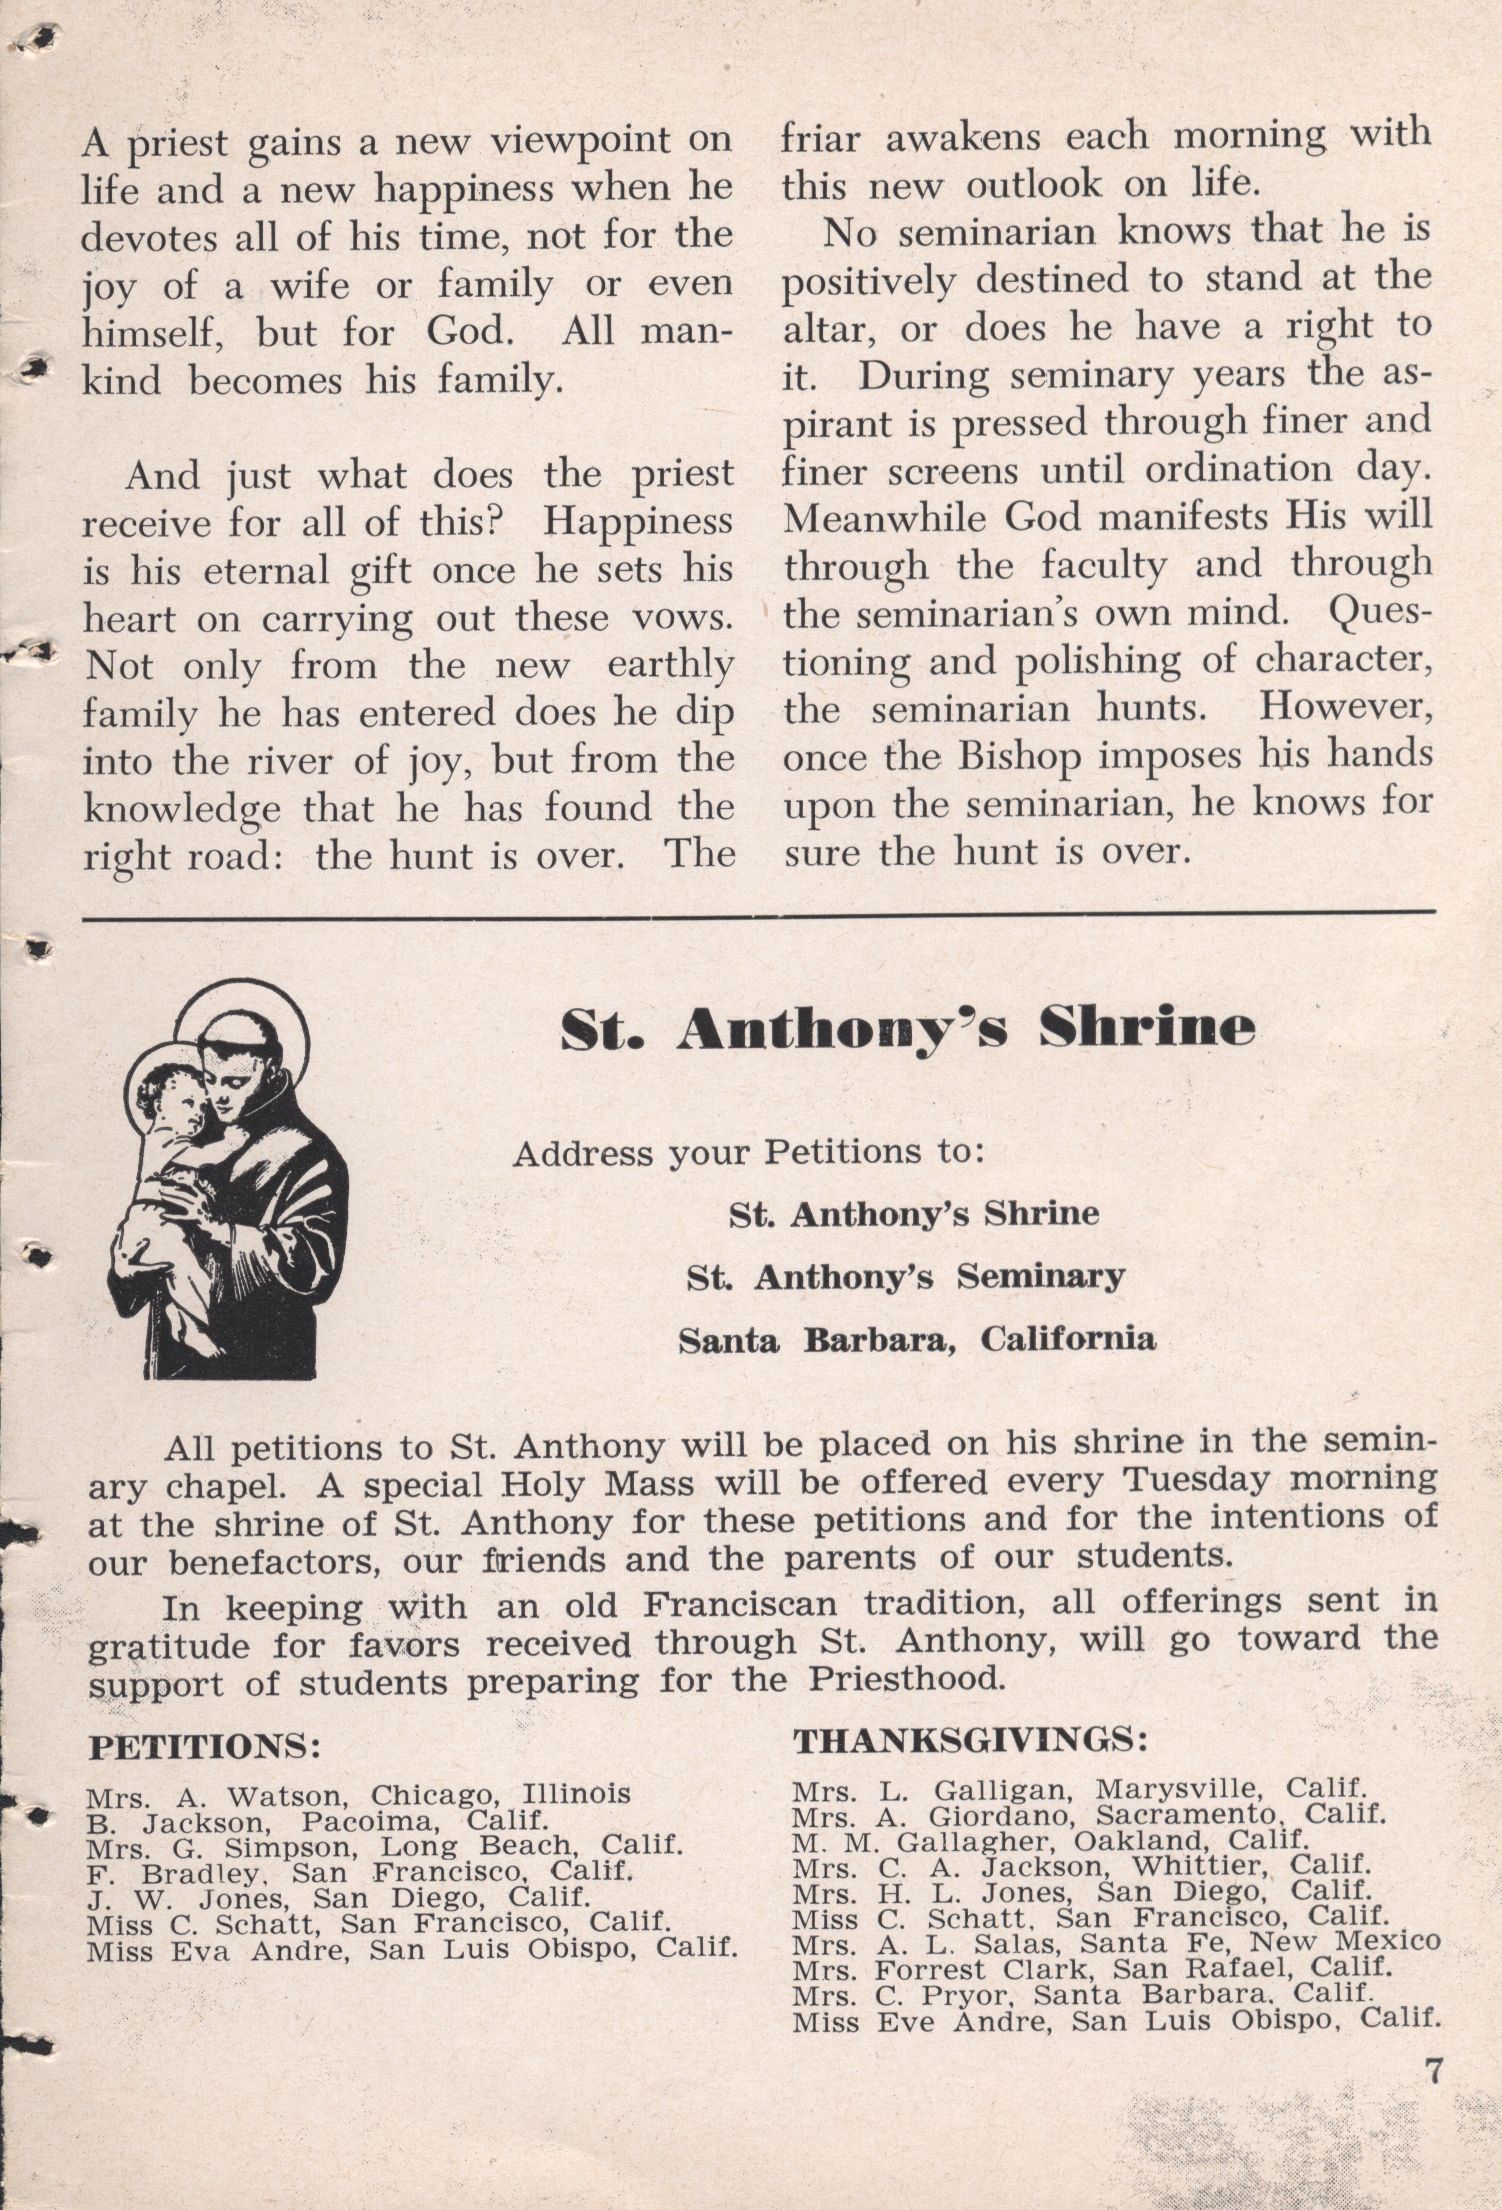 A priest gains a new viewpoint on
life and a new happiness when he
devotes all of his time, not for the
joy of a wife or family or even
himself, but for God. All man-
kind becomes his family.
And just what does the priest
receive for all of this? Happiness
is his eternal gift once he sets his
heart on carrying out these vows.
Not only from the new earthly
family he has entered does he dip
into the river of joy, but from the
knowledge that he has found the
right road: the hunt is over. The
friar awakens each morning with
this new outlook on life.
No seminarian knows that he is
positively destined to stand at the
altar, or does he have a right to
it. During seminary years the as-
pirant is pressed through finer and
finer screens until ordination day.
Meanwhile God manifests His will
through the faculty and through
the seminarian's own mind. Ques-
tioning and polishing of character,
the seminarian hunts. However,
once the Bishop imposes his hands
upon the seminarian, he knows for
sure the hunt is over.
St. Anthony's Shrine
Address your Petitions to:
St. Anthony's Shrine
St. Anthony's Seminary
Santa Barbara, California
All petitions to St. Anthony will be placed on his shrine in the semin-
ary chapel. A special Holy Mass will be offered every Tuesday morning
at the shrine of St. Anthony for these petitions and for the intentions of
our benefactors, our friends and the parents of our students.
In keeping with an old Franciscan tradition, all offerings sent in
gratitude for favors received through St. Anthony, will go toward the
support of students preparing for the Priesthood.
PETITIONS:
Mrs. A. Watson, Chicago, Illinois
B. Jackson, Pacoima, Calif.
Mrs. G. Simpson, Long Beach, Calif.
F. Bradley, San Francisco, Calif.
J. W. Jones, San Diego, Calif.
Miss C. Schatt, San Francisco, Calif.
Miss Eva Andre, San Luis Obispo, Calif.
THANKSGIVINGS:
Mrs. L. Galligan, Marysville, Calif.
Mrs. A. Giordano, Sacramento, Calif.
M. M. Gallagher, Oakland, Calif.
Mrs. C. A. Jackson, Whittier, Calif.
Mrs. H. L. Jones, San Diego, Calif.
Miss C. Schatt, San Francisco, Calif.
Mrs. A. L. Salas, Santa Fe, New Mexico
Mrs. Forrest Clark, San Rafael, Calif.
Mrs. C. Pryor, Santa Barbara, Calif.
Miss Eve Andre, San Luis Obispo, Calif.
7